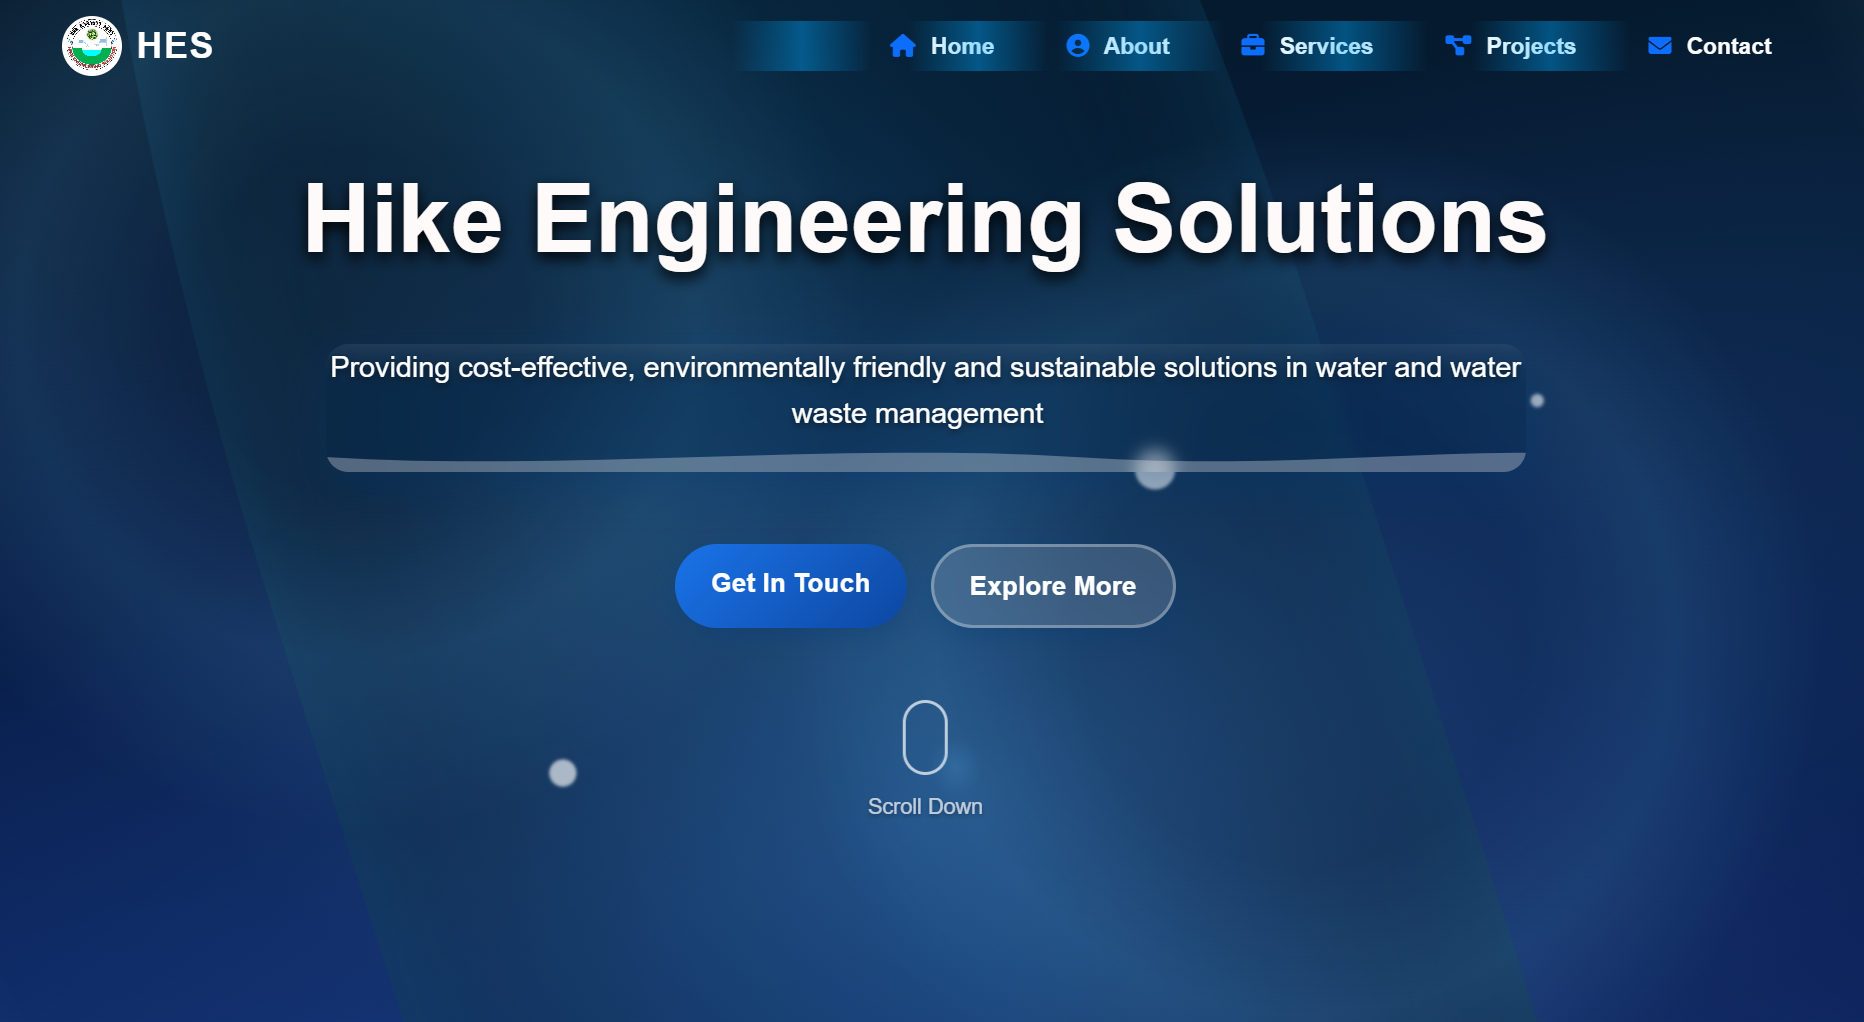 HES
Home
About
Services
Projects
Contact
Hike Engineering Solutions
Providing cost-effective, environmentally friendly and sustainable solutions in water and water
waste management
Get In Touch
Explore More
Scroll Down